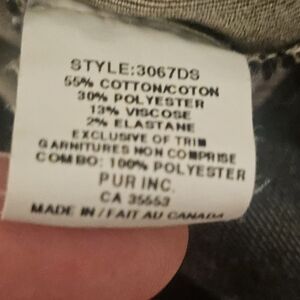 STYLE:3067DS
55% COTTON/COTON
30% POLYESTER
13% VISCOSE
2% ELASTANE
EXCLUSIVE OF TRIM
GARNITURES NON COMPRISE
COMBO: 100% POLYESTER
PUR INC.
CA 35553
MADE IN / FAIT AU CANADA